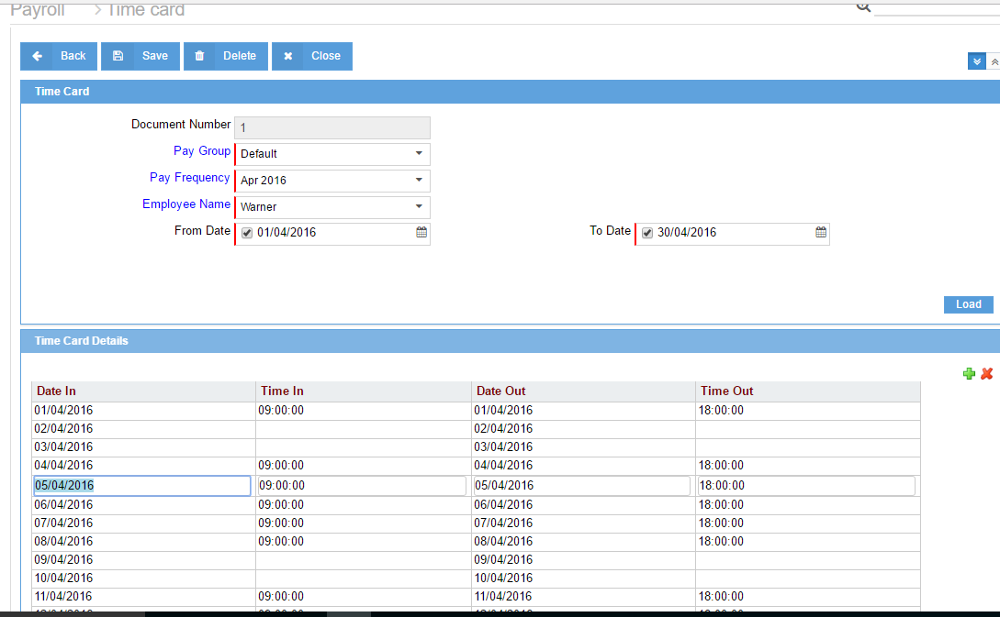 Payroll > Time card
Back Save Delete Close
Time Card
Document Number 1
Pay Group Default
Pay Frequency Apr 2016
Employee Name Warner
From Date 01/04/2016 To Date 30/04/2016
Load
Time Card Details
Date In Time In Date Out Time Out
01/04/2016 09:00:00 01/04/2016 18:00:00
02/04/2016 02/04/2016
03/04/2016 03/04/2016
04/04/2016 09:00:00 04/04/2016 18:00:00
05/04/2016 09:00:00 05/04/2016 18:00:00
06/04/2016 09:00:00 06/04/2016 18:00:00
07/04/2016 09:00:00 07/04/2016 18:00:00
08/04/2016 09:00:00 08/04/2016 18:00:00
09/04/2016 09/04/2016
10/04/2016 10/04/2016
11/04/2016 09:00:00 11/04/2016 18:00:00